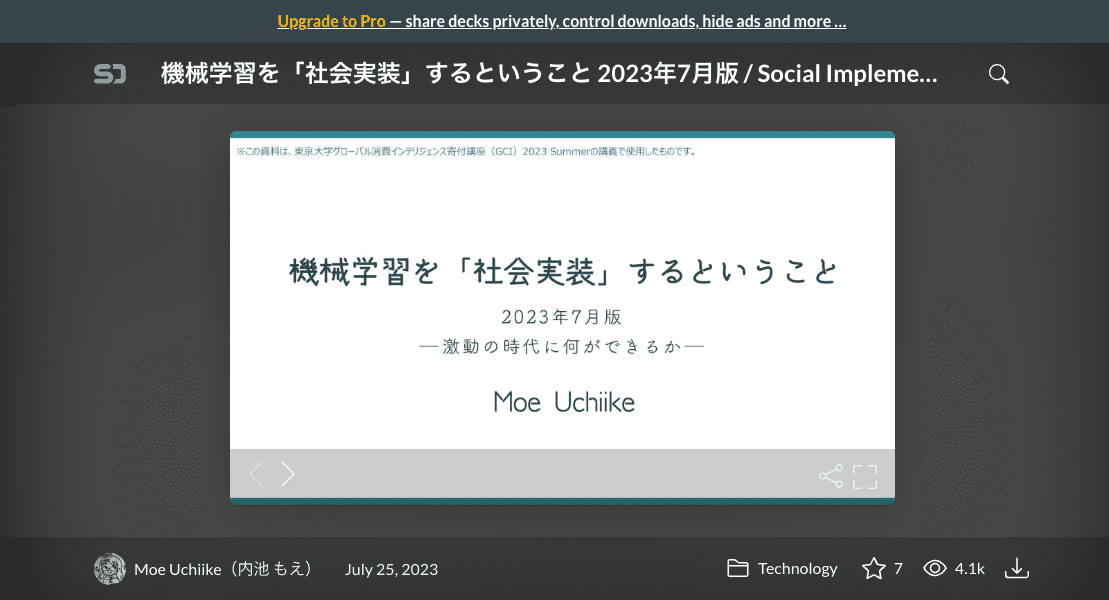 Upgrade to Pro — share decks privately, control downloads, hide ads and more …
機械学習を「社会実装」するということ 2023年7月版 / Social Impleme…
※この資料は、東京大学グローバル消費インテリジェンス寄付講座（GCI）2023 Summerの講義で使用したものです。
機械学習を「社会実装」するということ
2023年7月版
―激動の時代に何ができるか―
Moe Uchiike
Moe Uchiike（内池 もえ） July 25, 2023 Technology 7 4.1k